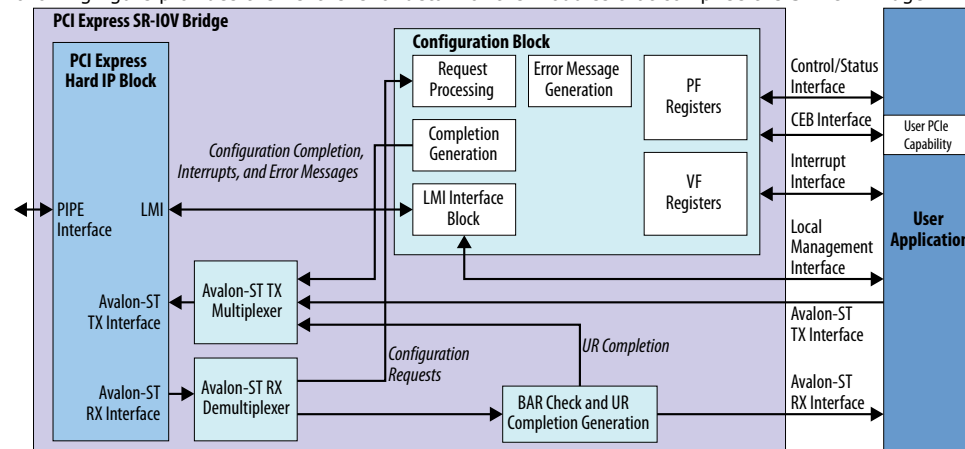 PCI Express SR-IOV Bridge
PCI Express
Hard IP Block
Configuration Block
Request
Processing
Error Message
Generation
PF
Registers
Completion
Generation
VF
Registers
LMI Interface
Block
Configuration Completion,
Interrupts, and Error Messages
PIPE
Interface
LMI
Avalon-ST
TX Interface
Avalon-ST TX
Multiplexer
Avalon-ST
RX Interface
Avalon-ST RX
Demultiplexer
Configuration
Requests
UR Completion
BAR Check and UR
Completion Generation
Control/Status
Interface
CEB Interface
Interrupt
Interface
Local
Management
Interface
Avalon-ST
TX Interface
Avalon-ST
RX Interface
User PCIe
Capability
User
Application